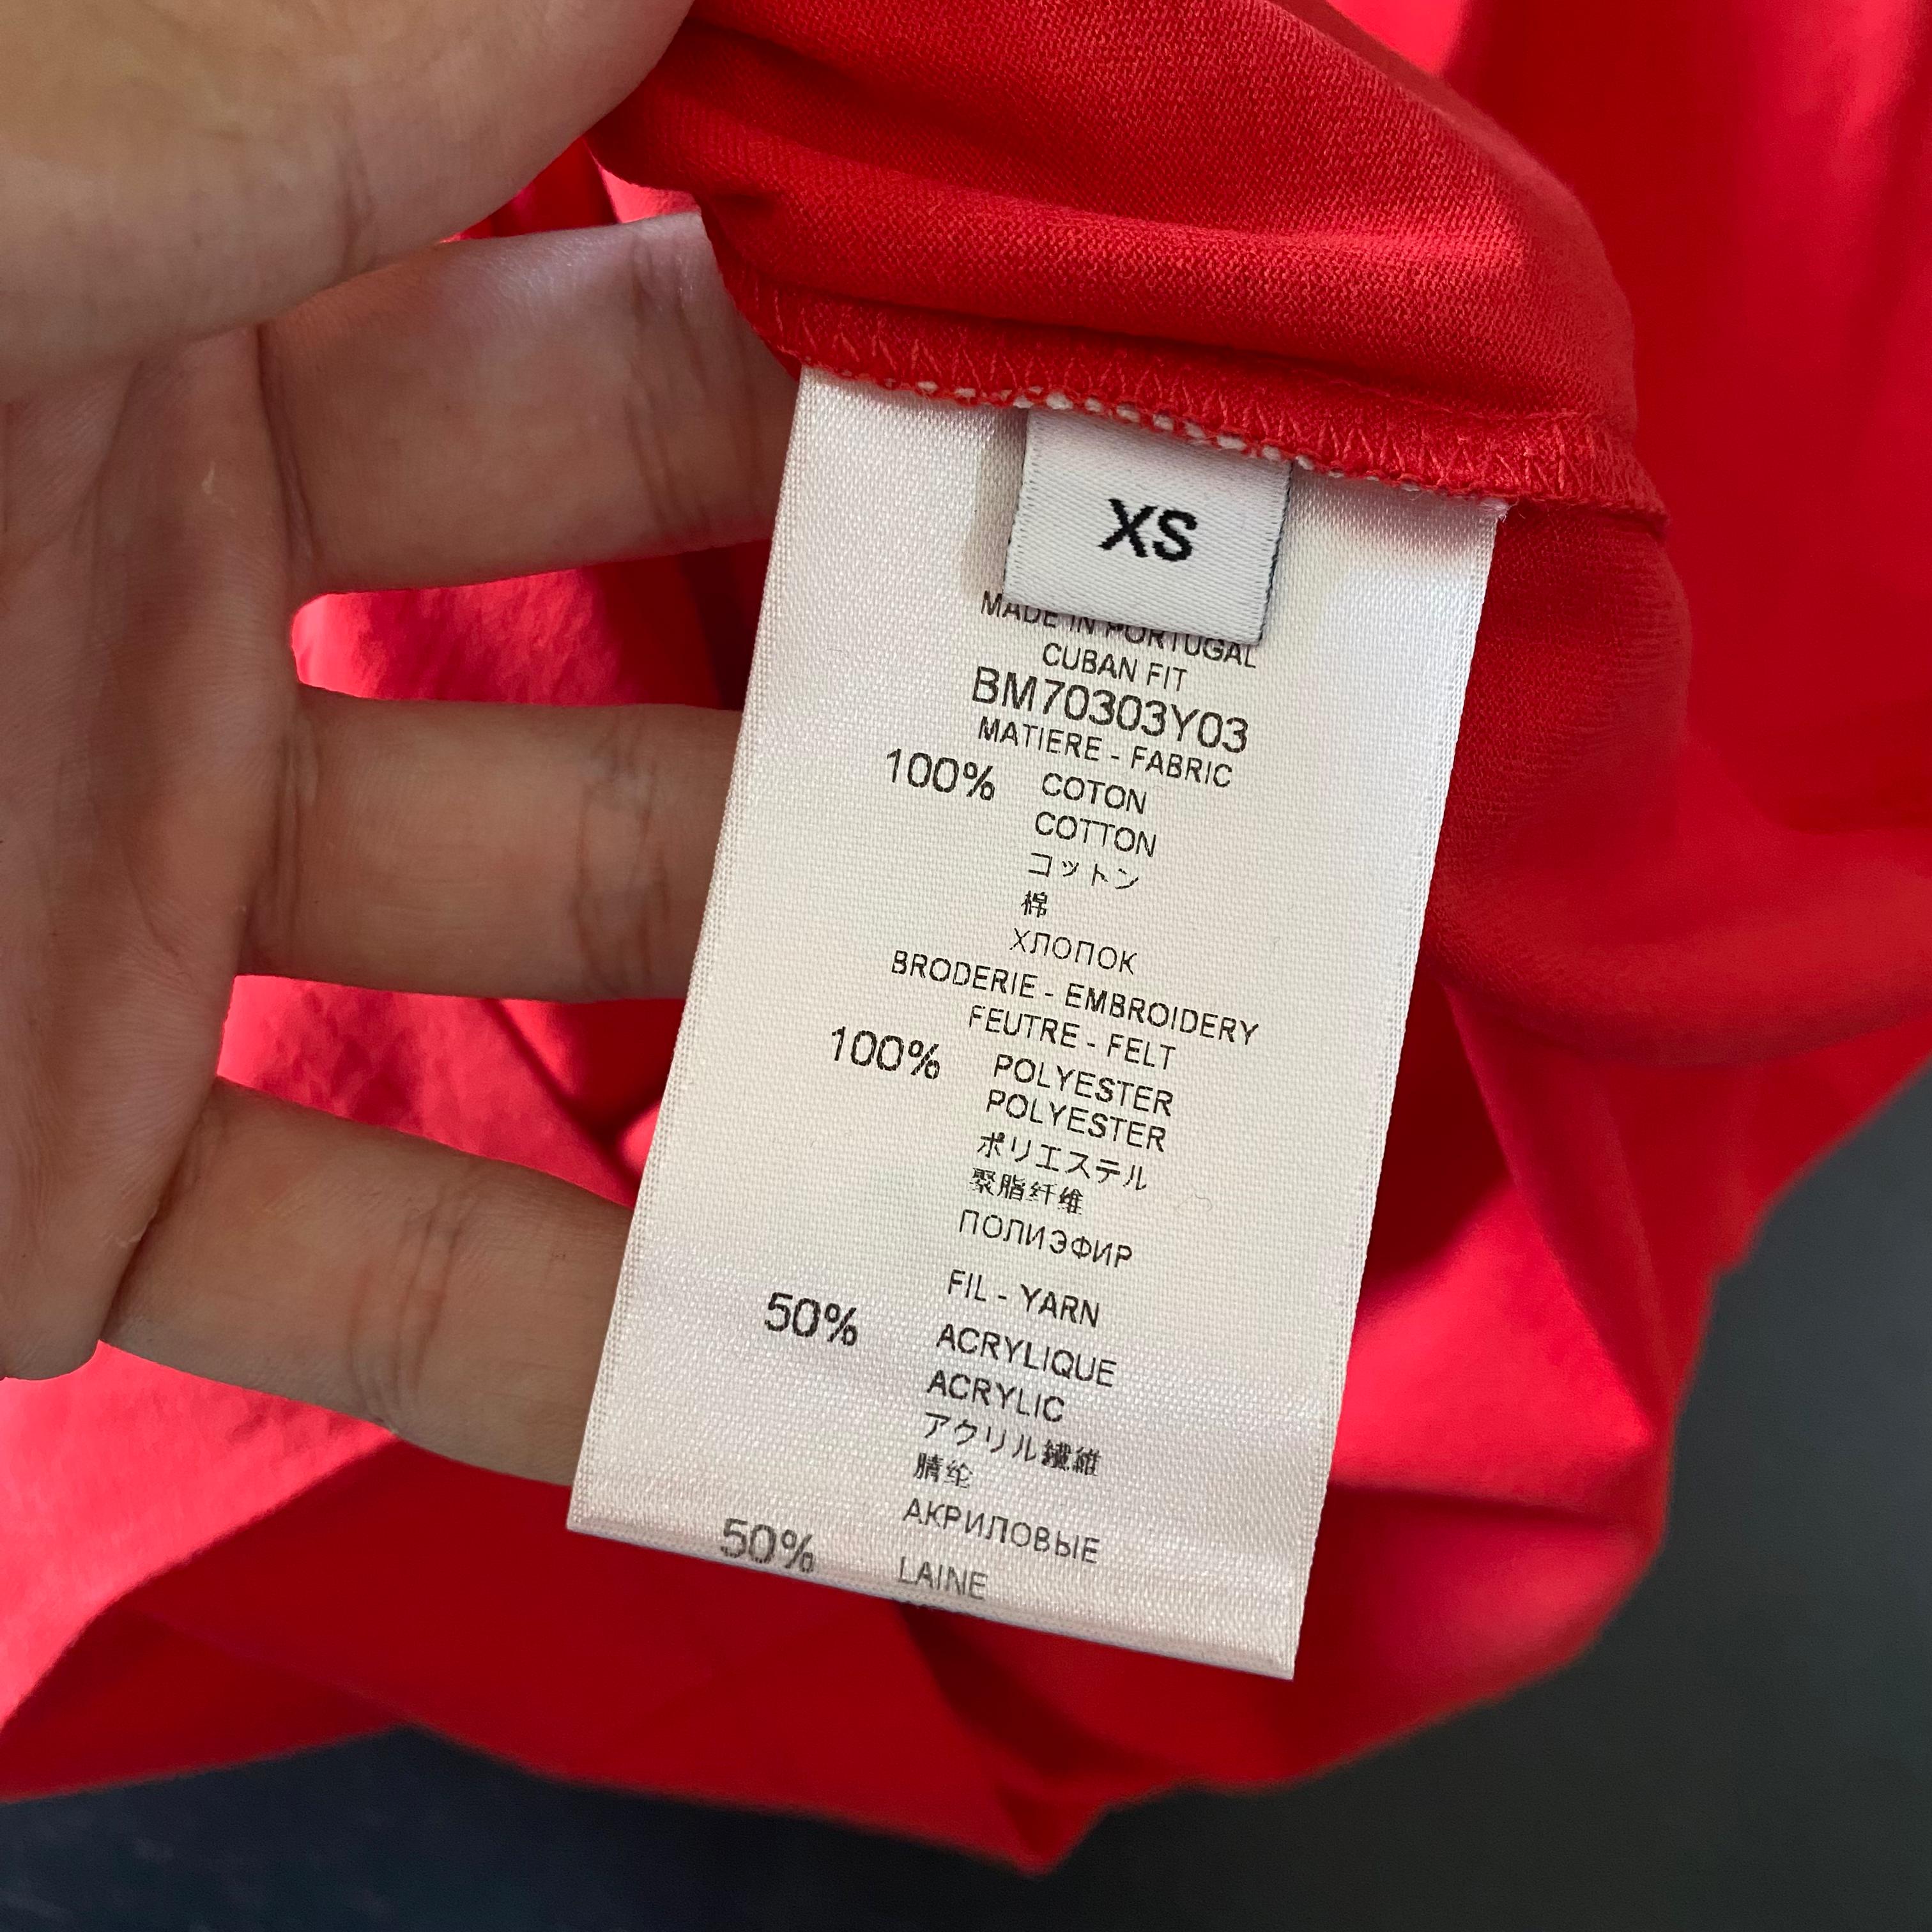 XS
MADE IN PORTUGAL
CUBAN FIT
BM70303Y03
MATIERE - FABRIC
100% COTON
COTTON
コットン
棉
ХЛОПОК
BRODERIE - EMBROIDERY
FEUTRE - FELT
100% POLYESTER
POLYESTER
ポリエステル
聚脂纤维
ПОЛИЭФИР
FIL - YARN
50% ACRYLIQUE
ACRYLIC
アクリル繊維
腈纶
АКРИЛОВЫЕ
50% LAINE